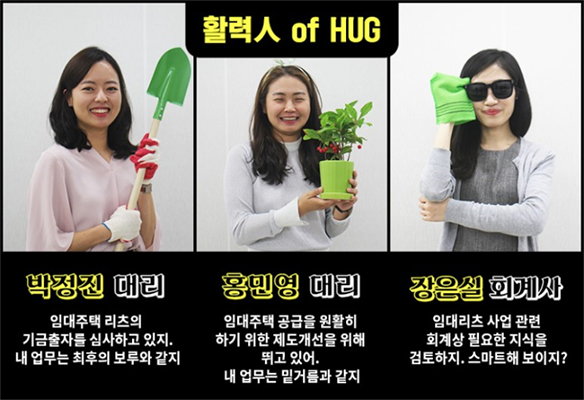 활력人 of HUG
박정진 대리
임대주택 리츠의
기금출자를 심사하고 있지.
내 업무는 최후의 보루와 같지
홍민영 대리
임대주택 공급을 원활히
하기 위한 제도개선을 위해
뛰고 있어.
내 업무는 밑거름과 같지
장은실 회계사
임대리츠 사업 관련
회계상 필요한 지식을
검토하지. 스마트해 보이지?